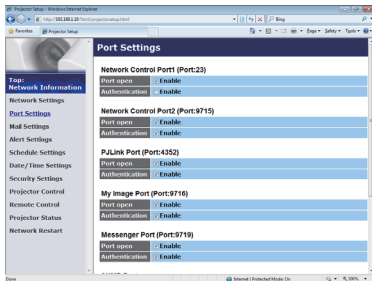 Projector Setup - Windows Internet Explorer
http://192.168.1.10/html/projectorsetup.html
Bing
Favorites
Projector Setup
Page
Safety
Tools
Port Settings
Top:
Network Information
Network Settings
Port Settings
Mail Settings
Alert Settings
Schedule Settings
Date/Time Settings
Security Settings
Projector Control
Remote Control
Projector Status
Network Restart
Network Control Port1 (Port:23)
Port open Enable
Authentication Enable
Network Control Port2 (Port:9715)
Port open Enable
Authentication Enable
PJLink Port (Port:4352)
Port open Enable
Authentication Enable
My Image Port (Port:9716)
Port open Enable
Authentication Enable
Messenger Port (Port:9719)
Port open Enable
Authentication Enable
Done
Internet | Protected Mode: On
100%